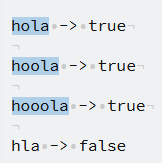 hola -> true
hoola -> true
hooola -> true
hla -> false